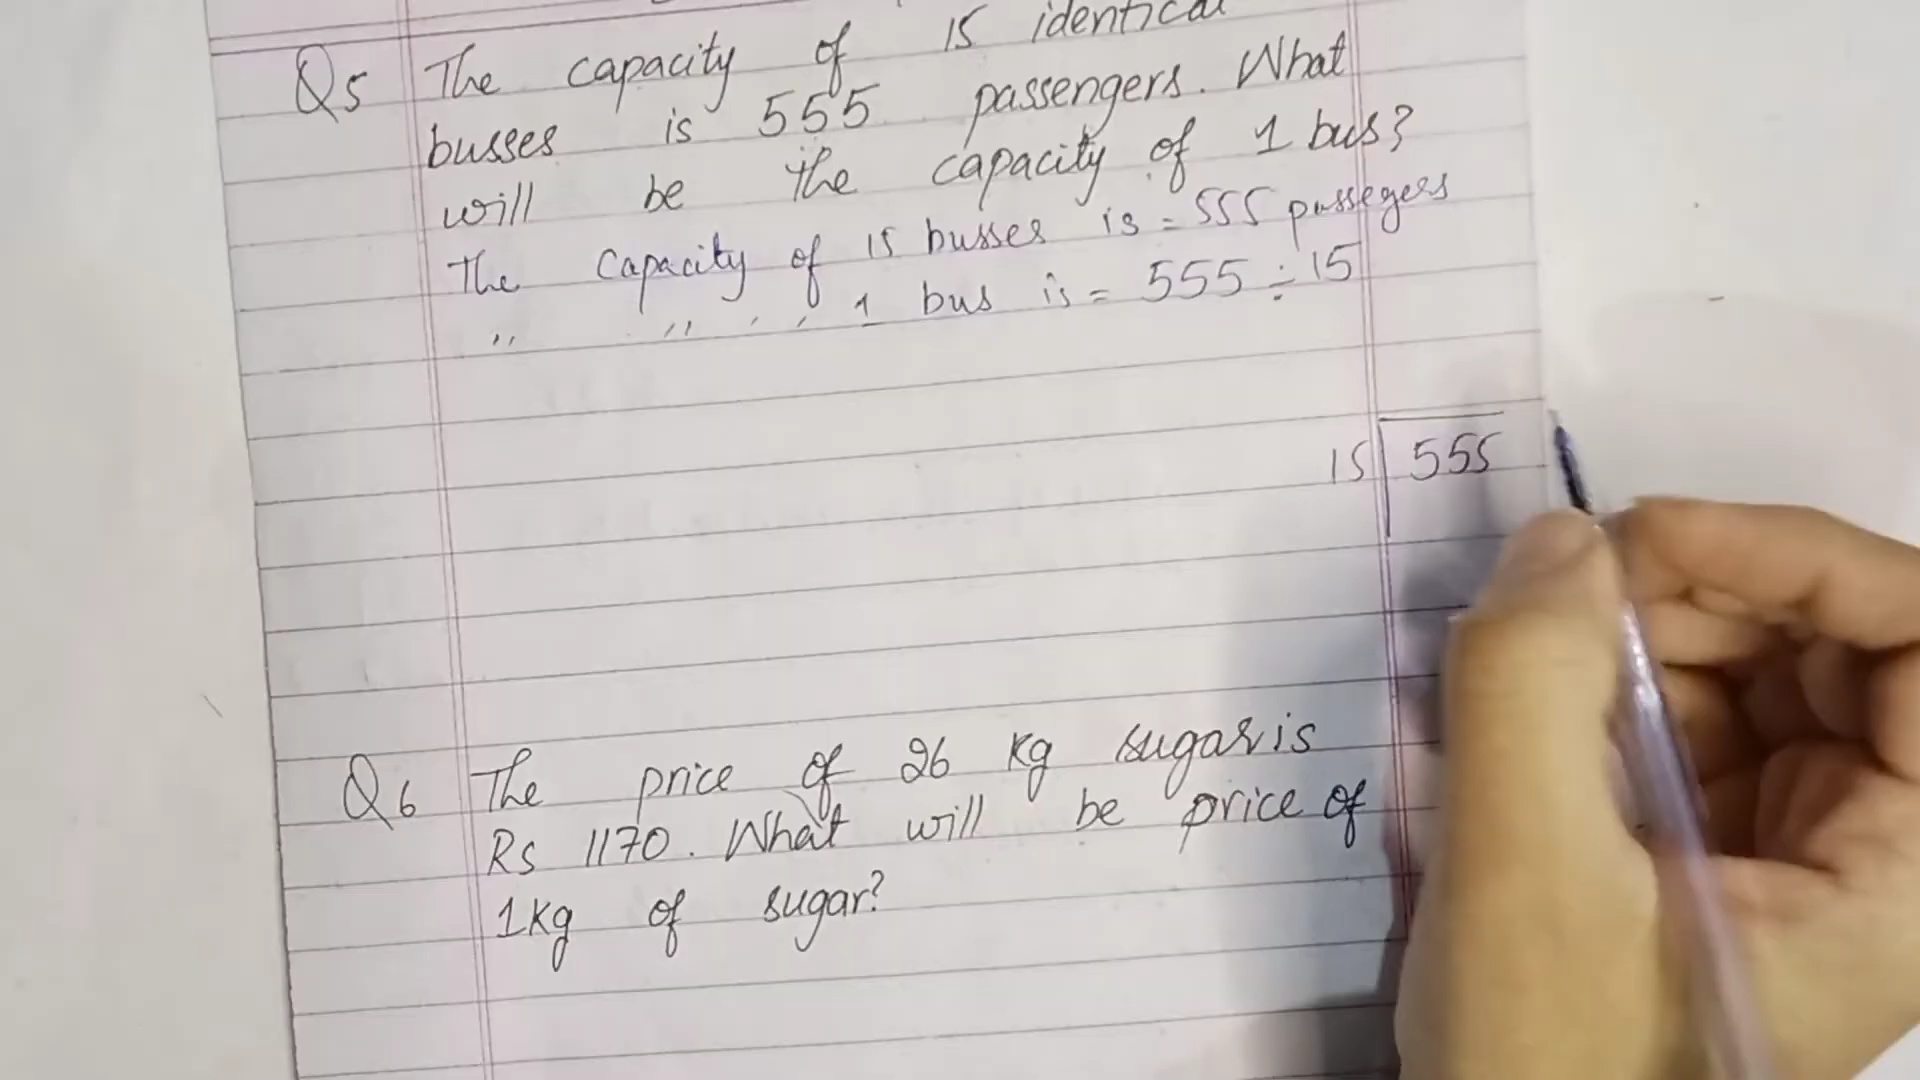 Q5 The capacity of 15 identical
busses is 555 passengers. What
will be the capacity of 1 bus?
The Capacity of 15 busses is = 555 passegers
,, ,, ,, 1 bus is = 555 ÷ 15
15 555
Q6 The price of 26 kg sugar is
Rs 1170. What will be price of
1kg of sugar?